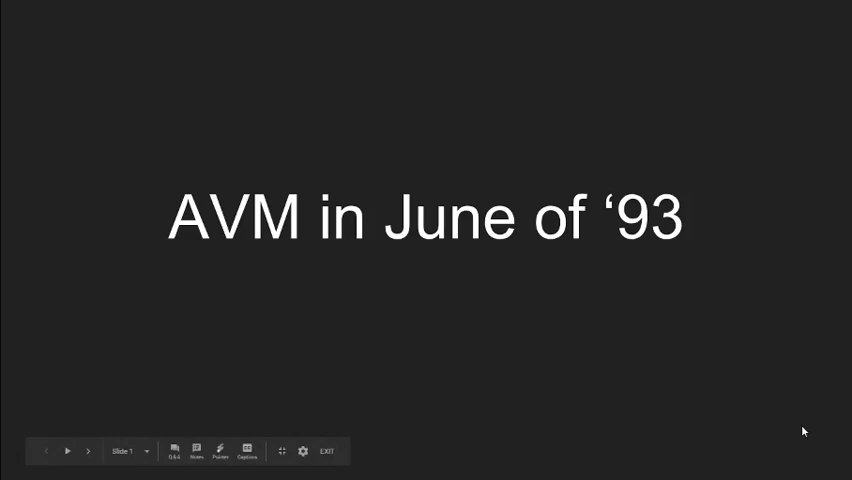 AVM in June of ‘93
Slide 1
Q&A
Notes
Pointer
Captions
EXIT